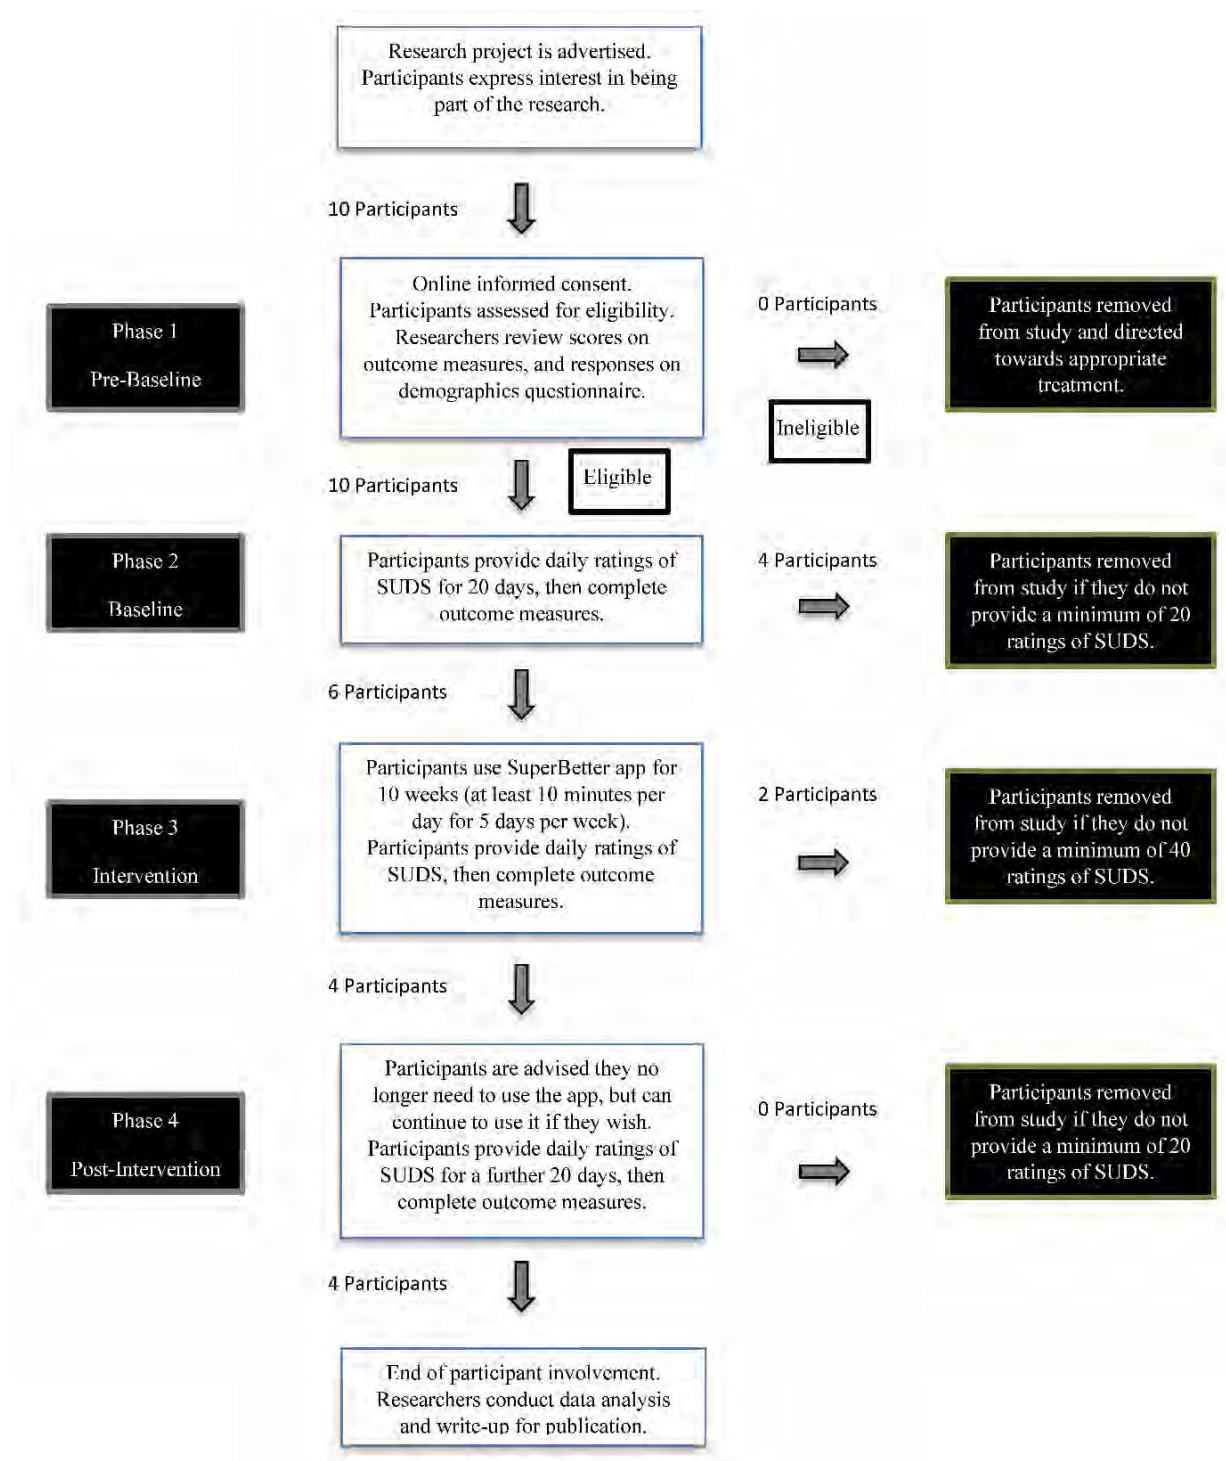 Research project is advertised.
Participants express interest in being
part of the research.
10 Participants
Phase 1
Pre-Baseline
Online informed consent.
Participants assessed for eligibility.
Researchers review scores on
outcome measures, and responses on
demographics questionnaire.
0 Participants
Ineligible
Participants removed
from study and directed
towards appropriate
treatment.
10 Participants
Eligible
Phase 2
Baseline
Participants provide daily ratings of
SUDS for 20 days, then complete
outcome measures.
4 Participants
Participants removed
from study if they do not
provide a minimum of 20
ratings of SUDS.
6 Participants
Phase 3
Intervention
Participants use SuperBetter app for
10 weeks (at least 10 minutes per
day for 5 days per week).
Participants provide daily ratings of
SUDS, then complete outcome
measures.
2 Participants
Participants removed
from study if they do not
provide a minimum of 40
ratings of SUDS.
4 Participants
Phase 4
Post-Intervention
Participants are advised they no
longer need to use the app, but can
continue to use it if they wish.
Participants provide daily ratings of
SUDS for a further 20 days, then
complete outcome measures.
0 Participants
Participants removed
from study if they do not
provide a minimum of 20
ratings of SUDS.
4 Participants
End of participant involvement.
Researchers conduct data analysis
and write-up for publication.